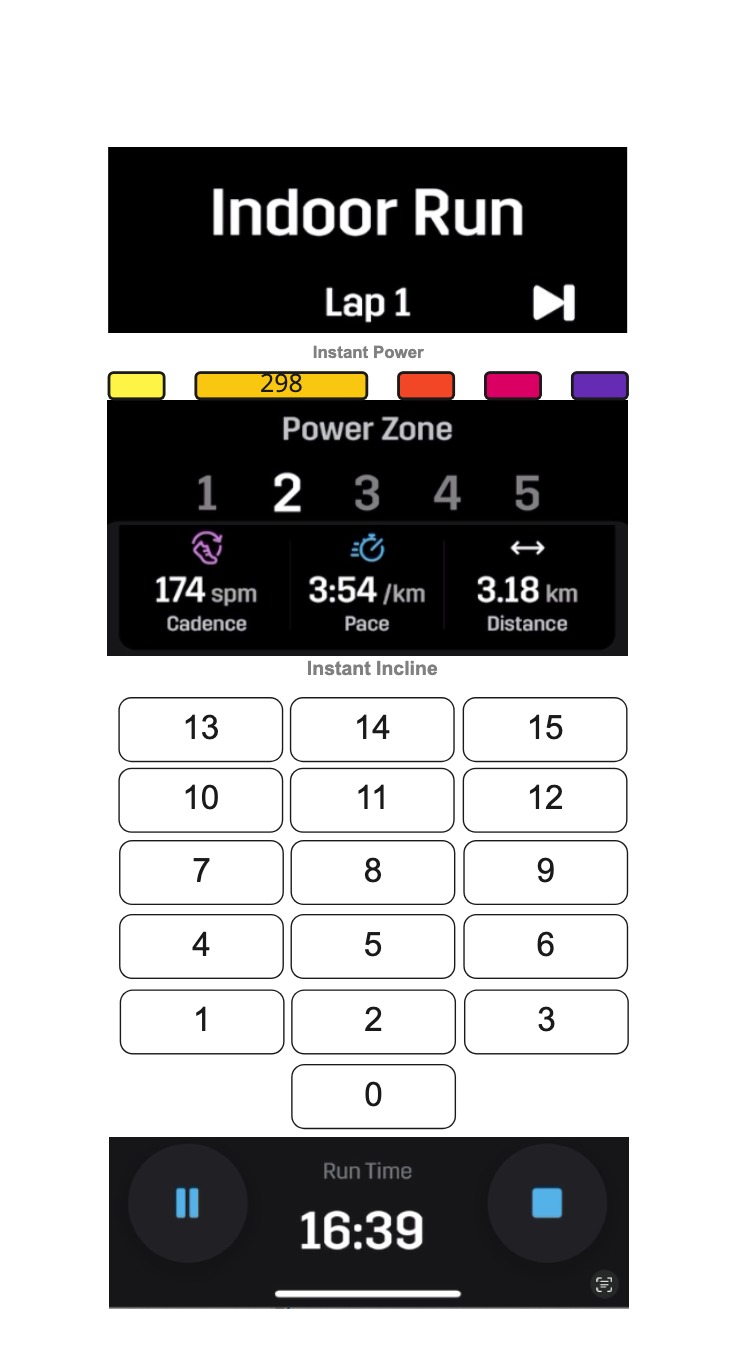 Indoor Run
Lap 1
Instant Power
298
Power Zone
1 2 3 4 5
174 spm 3:54 /km 3.18 km
Cadence Pace Distance
Instant Incline
13 14 15
10 11 12
7 8 9
4 5 6
1 2 3
0
Run Time
16:39